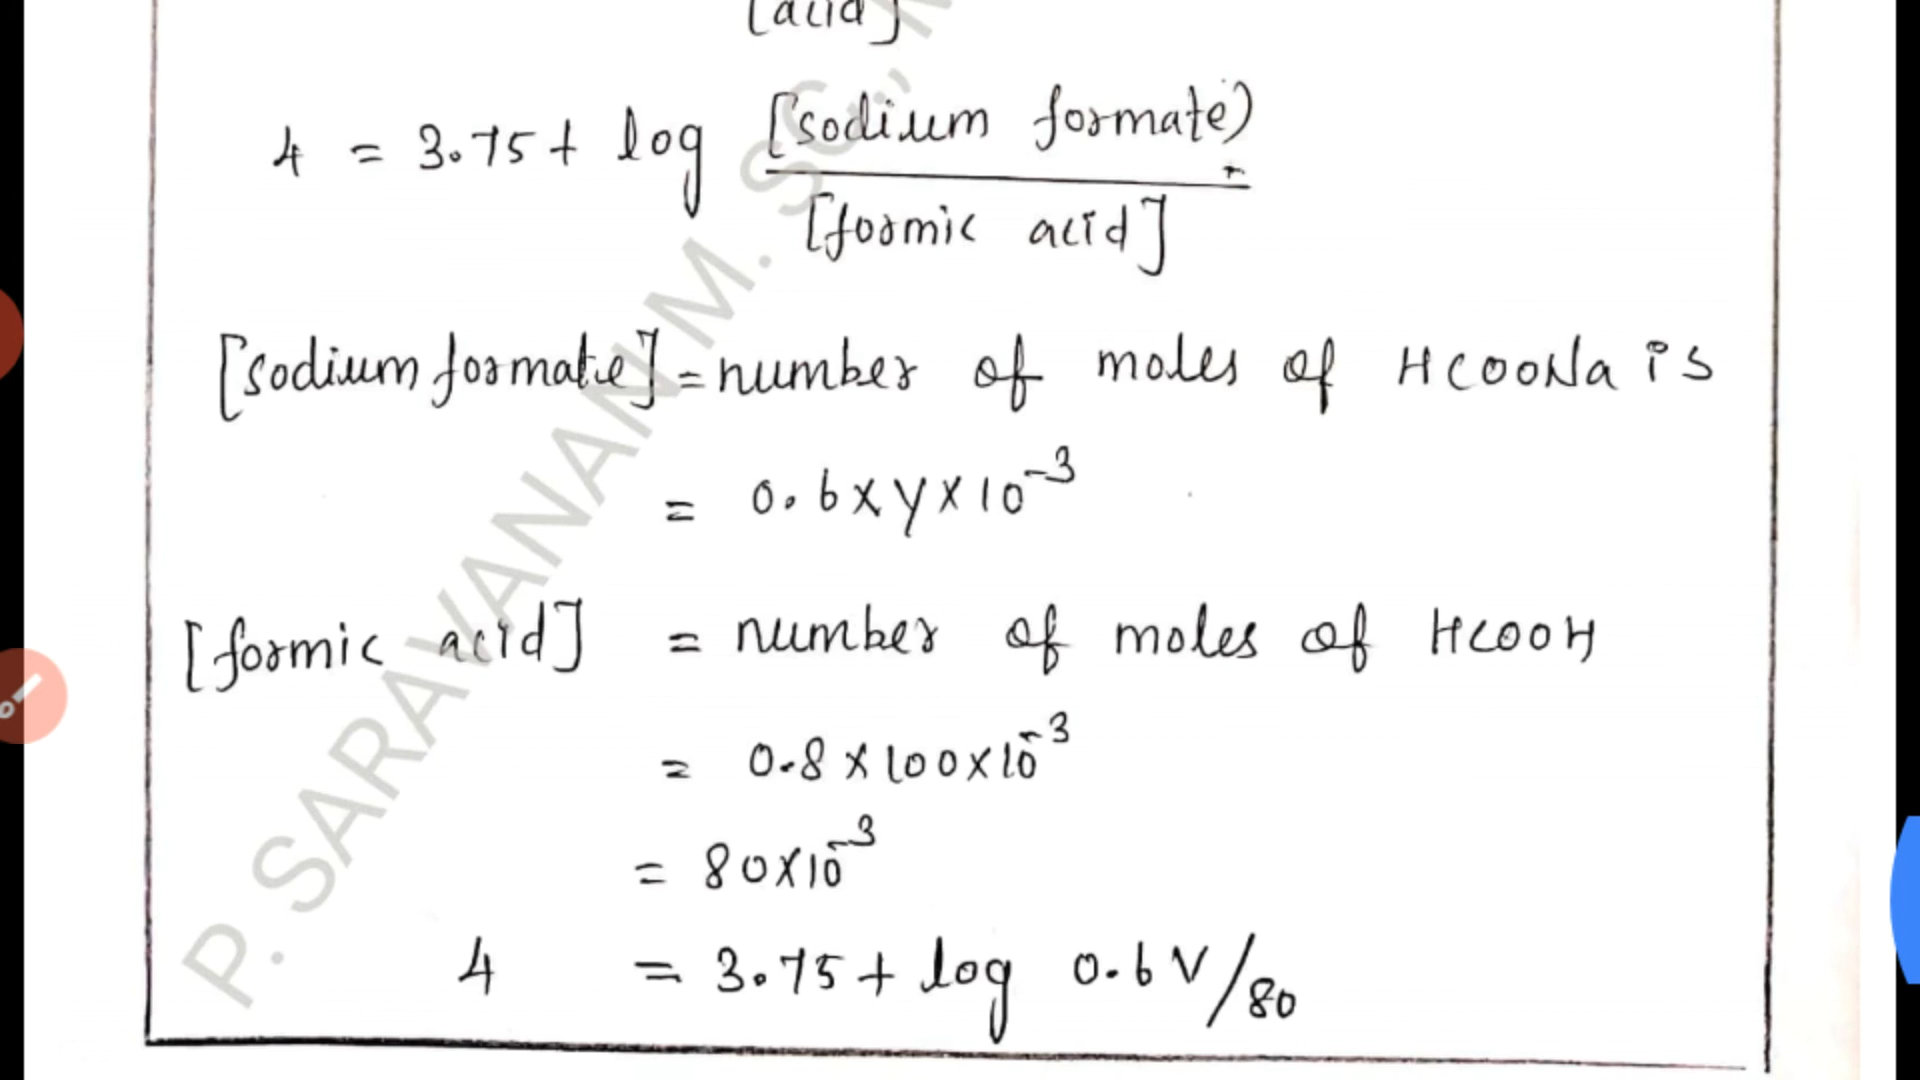 [acid]
4 = 3.75 + log [sodium formate)
[formic acid]
[sodium formate] = number of moles of HCOONa is
= 0.6 x y x 10⁻³
[formic acid] = number of moles of HCOOH
= 0.8 x 100 x 10⁻³
= 80 x 10⁻³
4 = 3.75 + log 0.6 V/80
P. SARAVANAN M. SC.,